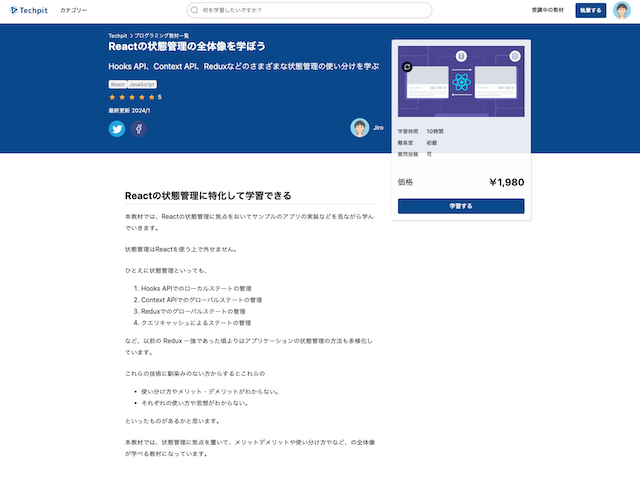 Techpit
カテゴリー
何を学習したいですか？
受講中の教材
執筆する
Techpit > プログラミング教材一覧
Reactの状態管理の全体像を学ぼう
Hooks API、Context API、Reduxなどのさまざまな状態管理の使い分けを学ぶ
React JavaScript
★ ★ ★ ★ ★ 5
最終更新 2024/1
Jiro
学習時間 10時間
難易度 初級
質問投稿 可
価格 ￥1,980
学習する
Reactの状態管理に特化して学習できる
本教材では、Reactの状態管理に焦点をおいてサンプルのアプリの実装などを見ながら学ん
でいきます。
状態管理はReactを使う上で外せません。
ひとえに状態管理といっても、
1. Hooks APIでのローカルステートの管理
2. Context APIでのグローバルステートの管理
3. Reduxでのグローバルステートの管理
4. クエリキャッシュによるステートの管理
など、以前の Redux 一強であった頃よりはアプリケーションの状態管理の方法も多様化し
ています。
これらの技術に馴染みのない方からするとこれらの
• 使い分け方やメリット・デメリットがわからない。
• それぞれの使い方や思想がわからない。
といったものがあるかと思います。
本教材では、状態管理に焦点を置いて、メリットデメリットや使い分け方やなど、の全体像
が学べる教材になっています。